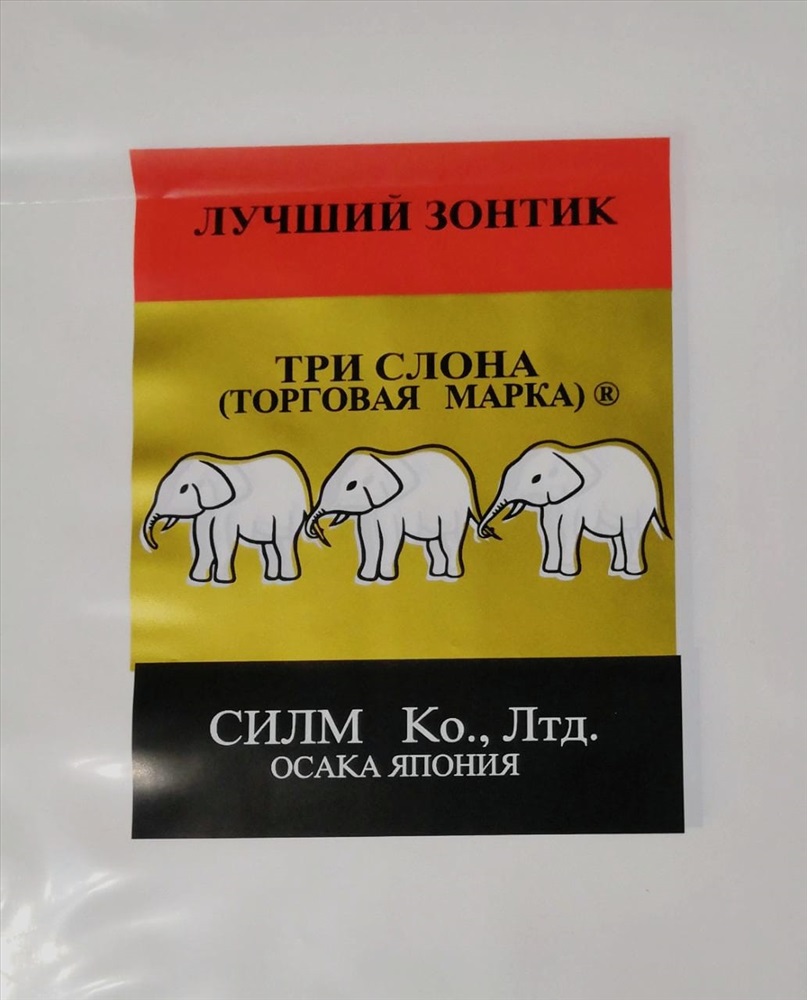 ЛУЧШИЙ ЗОНТИК
ТРИ СЛОНА
(ТОРГОВАЯ МАРКА) ®
СИЛМ Ко., Лтд.
ОСАКА ЯПОНИЯ